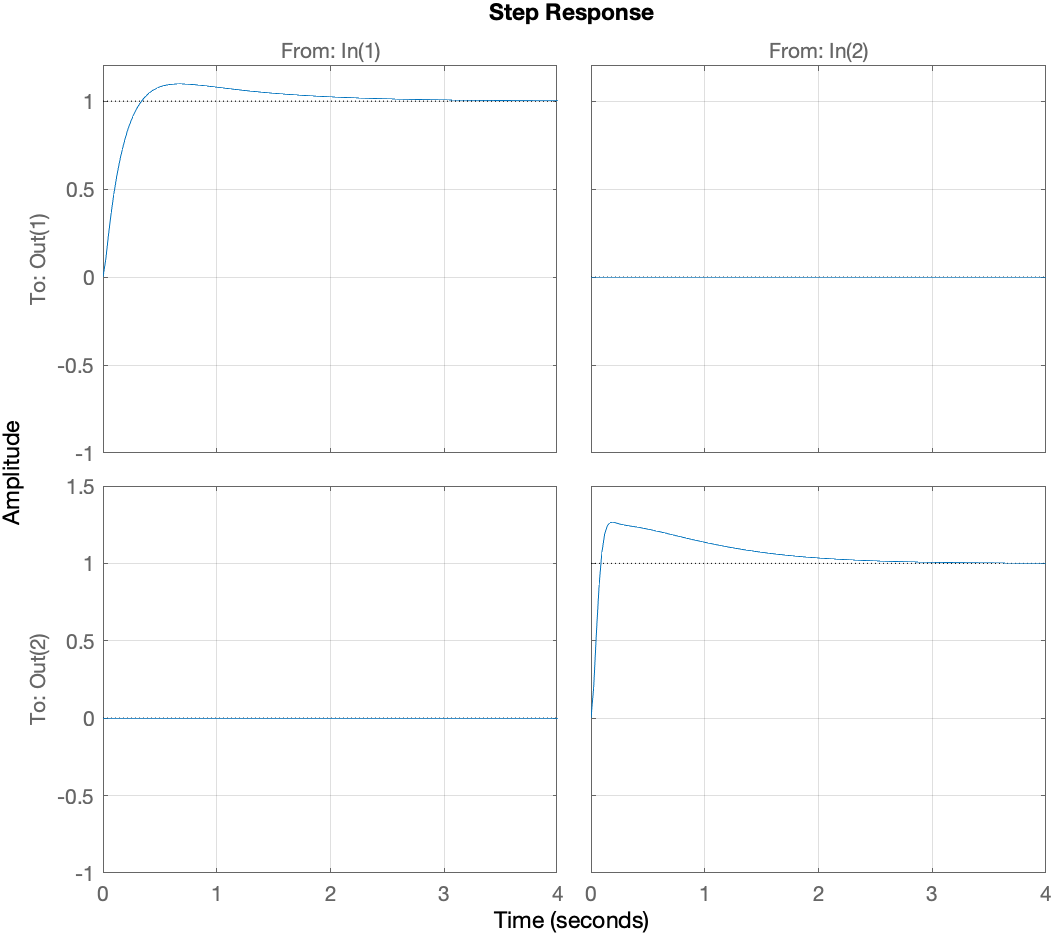 Step Response
From: In(1)
From: In(2)
To: Out(1)
1
0.5
0
-0.5
-1
Amplitude
To: Out(2)
1.5
1
0.5
0
-0.5
-1
0 1 2 3 4
0 1 2 3 4
Time (seconds)